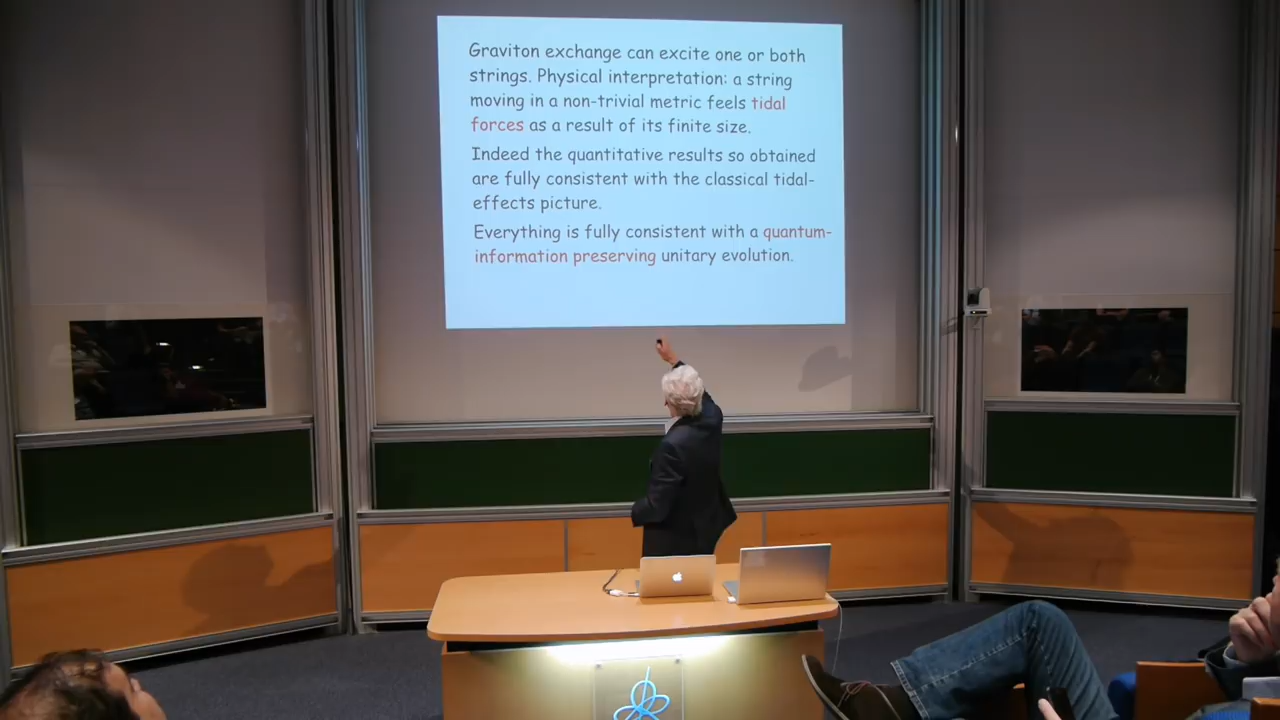 Graviton exchange can excite one or both
strings. Physical interpretation: a string
moving in a non-trivial metric feels tidal
forces as a result of its finite size.
Indeed the quantitative results so obtained
are fully consistent with the classical tidal-
effects picture.
Everything is fully consistent with a quantum-
information preserving unitary evolution.